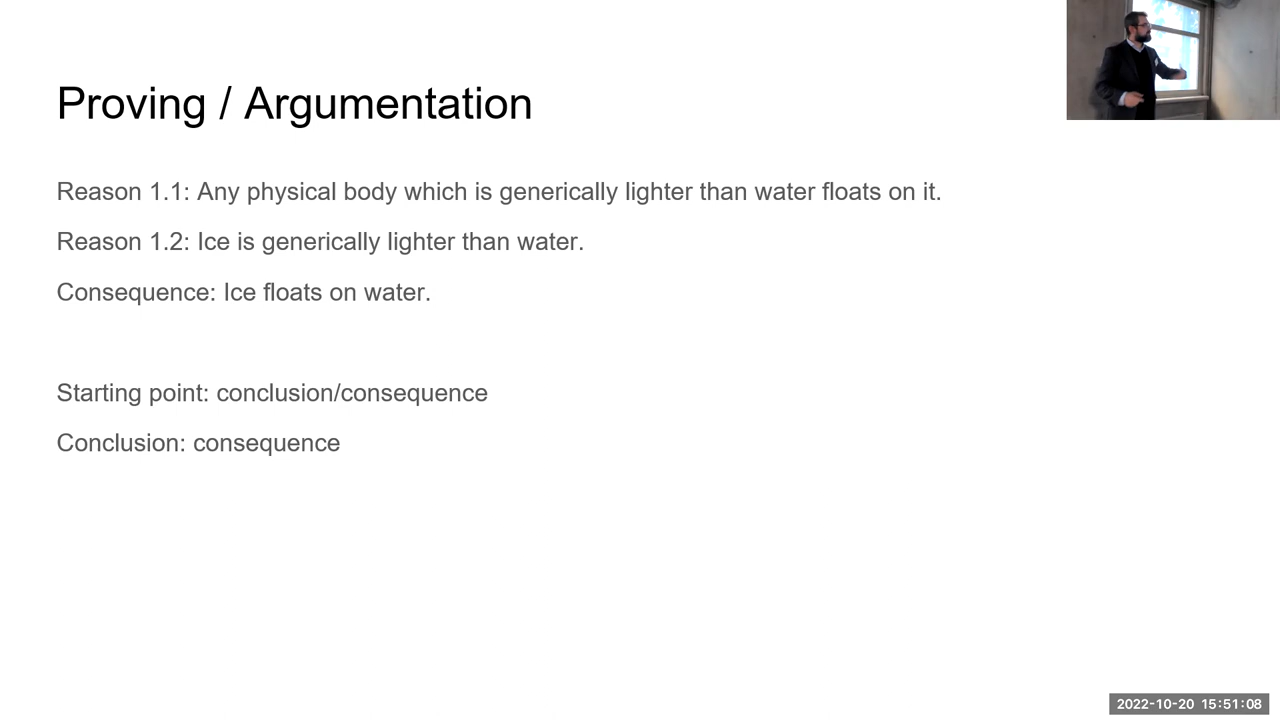 Proving / Argumentation
Reason 1.1: Any physical body which is generically lighter than water floats on it.
Reason 1.2: Ice is generically lighter than water.
Consequence: Ice floats on water.
Starting point: conclusion/consequence
Conclusion: consequence
2022-10-20 15:51:08